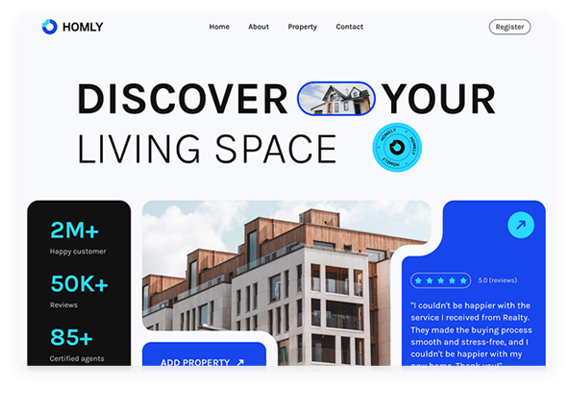 HOMLY
Home
About
Property
Contact
Register
DISCOVER YOUR
LIVING SPACE
HOMLY HOMLY HOMLY
2M+
Happy customer
50K+
Reviews
85+
Certified agents
ADD PROPERTY
5.0 (reviews)
"I couldn't be happier with the
service I received from Realty.
They made the buying process
smooth and stress-free, and I
couldn't be happier with my
new home. Thank you!"